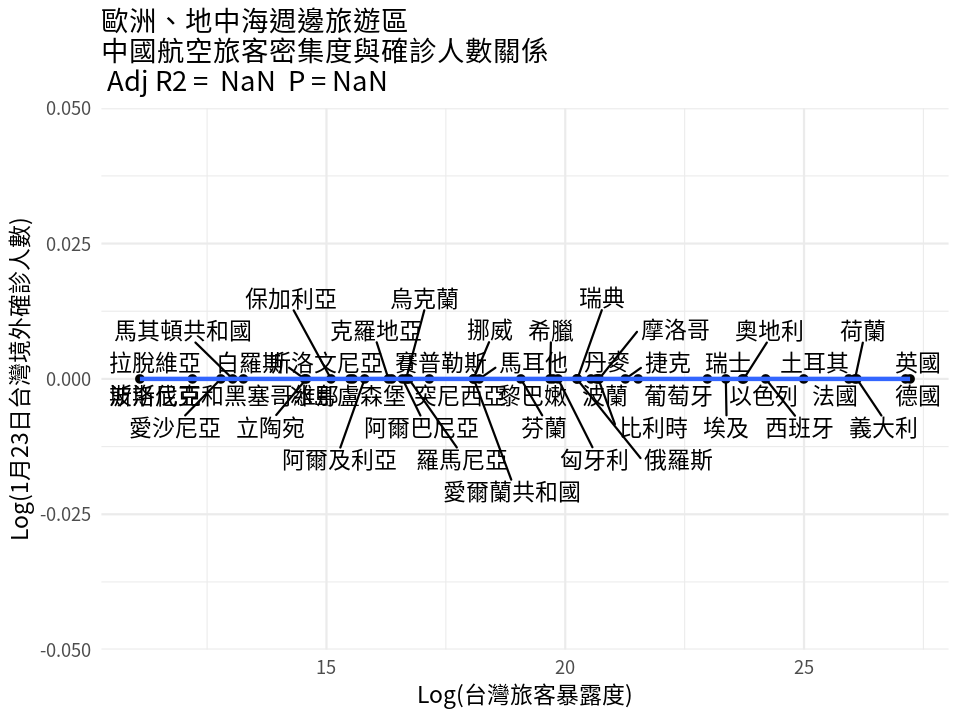 歐洲、地中海週邊旅遊區
中國航空旅客密集度與確診人數關係
Adj R2 = NaN P = NaN
0.050
0.025
0.000
-0.025
-0.050
Log(1月23日台灣境外確診人數)
保加利亞 烏克蘭 瑞典
馬其頓共和國 克羅地亞 挪威 希臘 摩洛哥 奧地利 荷蘭
拉脫維亞 白羅斯 斯洛文尼亞 賽普勒斯 馬耳他 丹麥 捷克 瑞士 土耳其 英國
盧森堡 突尼西亞 黎巴嫩 波蘭 葡萄牙 以色列 法國 德國
愛沙尼亞 立陶宛 阿爾巴尼亞 芬蘭 比利時 埃及 西班牙 義大利
阿爾及利亞 羅馬尼亞 匈牙利 俄羅斯
愛爾蘭共和國
15 20 25
Log(台灣旅客暴露度)